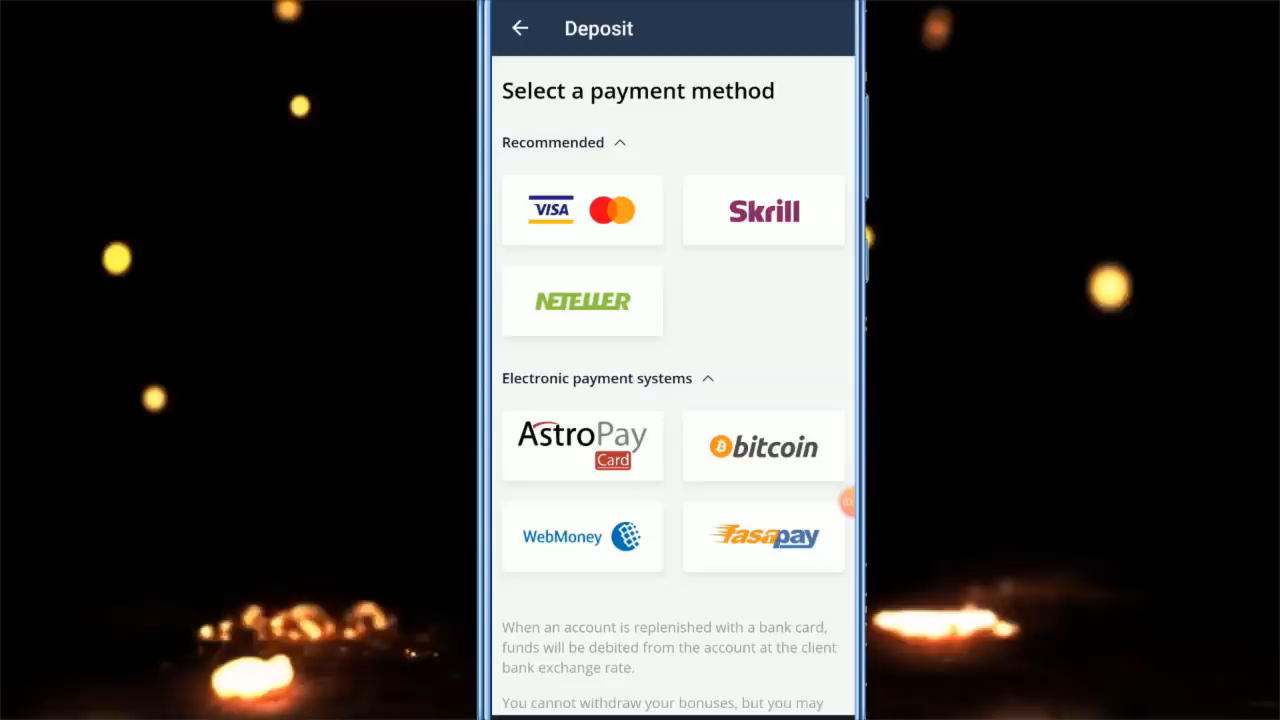 Deposit
Select a payment method
Recommended
VISA
Skrill
NETELLER
Electronic payment systems
AstroPay
Card
bitcoin
WebMoney
fasapay
When an account is replenished with a bank card,
funds will be debited from the account at the client
bank exchange rate.
You cannot withdraw your bonuses, but you may